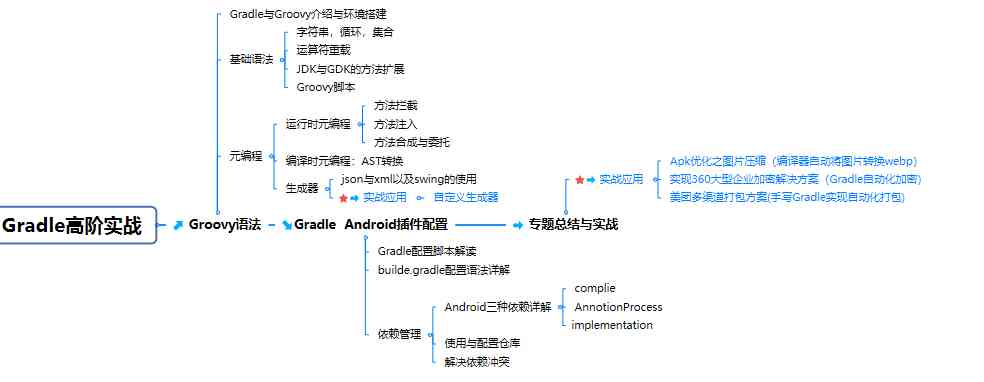 Gradle高阶实战
Groovy语法
Gradle与Groovy介绍与环境搭建
基础语法
字符串，循环，集合
运算符重载
JDK与GDK的方法扩展
Groovy脚本
元编程
运行时元编程
方法拦截
方法注入
方法合成与委托
编译时元编程：AST转换
生成器
json与xml以及swing的使用
实战应用
自定义生成器
Gradle Android插件配置
Gradle配置脚本解读
builde.gradle配置语法详解
依赖管理
Android三种依赖详解
complie
AnnotionProcess
implementation
使用与配置仓库
解决依赖冲突
专题总结与实战
实战应用
Apk优化之图片压缩（编译器自动将图片转换webp）
实现360大型企业加密解决方案（Gradle自动化加密）
美团多渠道打包方案(手写Gradle实现自动化打包)